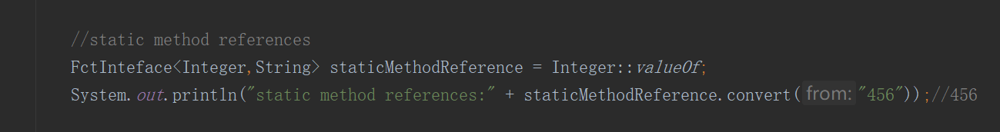 //static method references
FctInteface<Integer,String> staticMethodReference = Integer::valueOf;
System.out.println("static method references:" + staticMethodReference.convert(from:"456"));//456